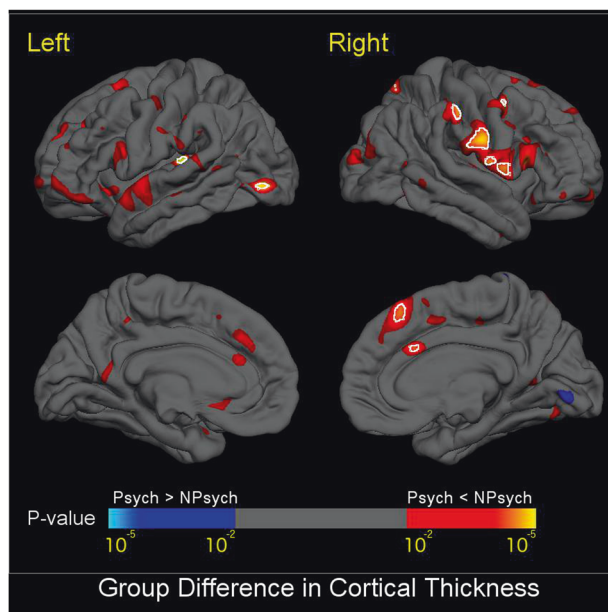 Left Right
Psych > NPsych Psych < NPsych
P-value
10-5 10-2 10-2 10-5
Group Difference in Cortical Thickness